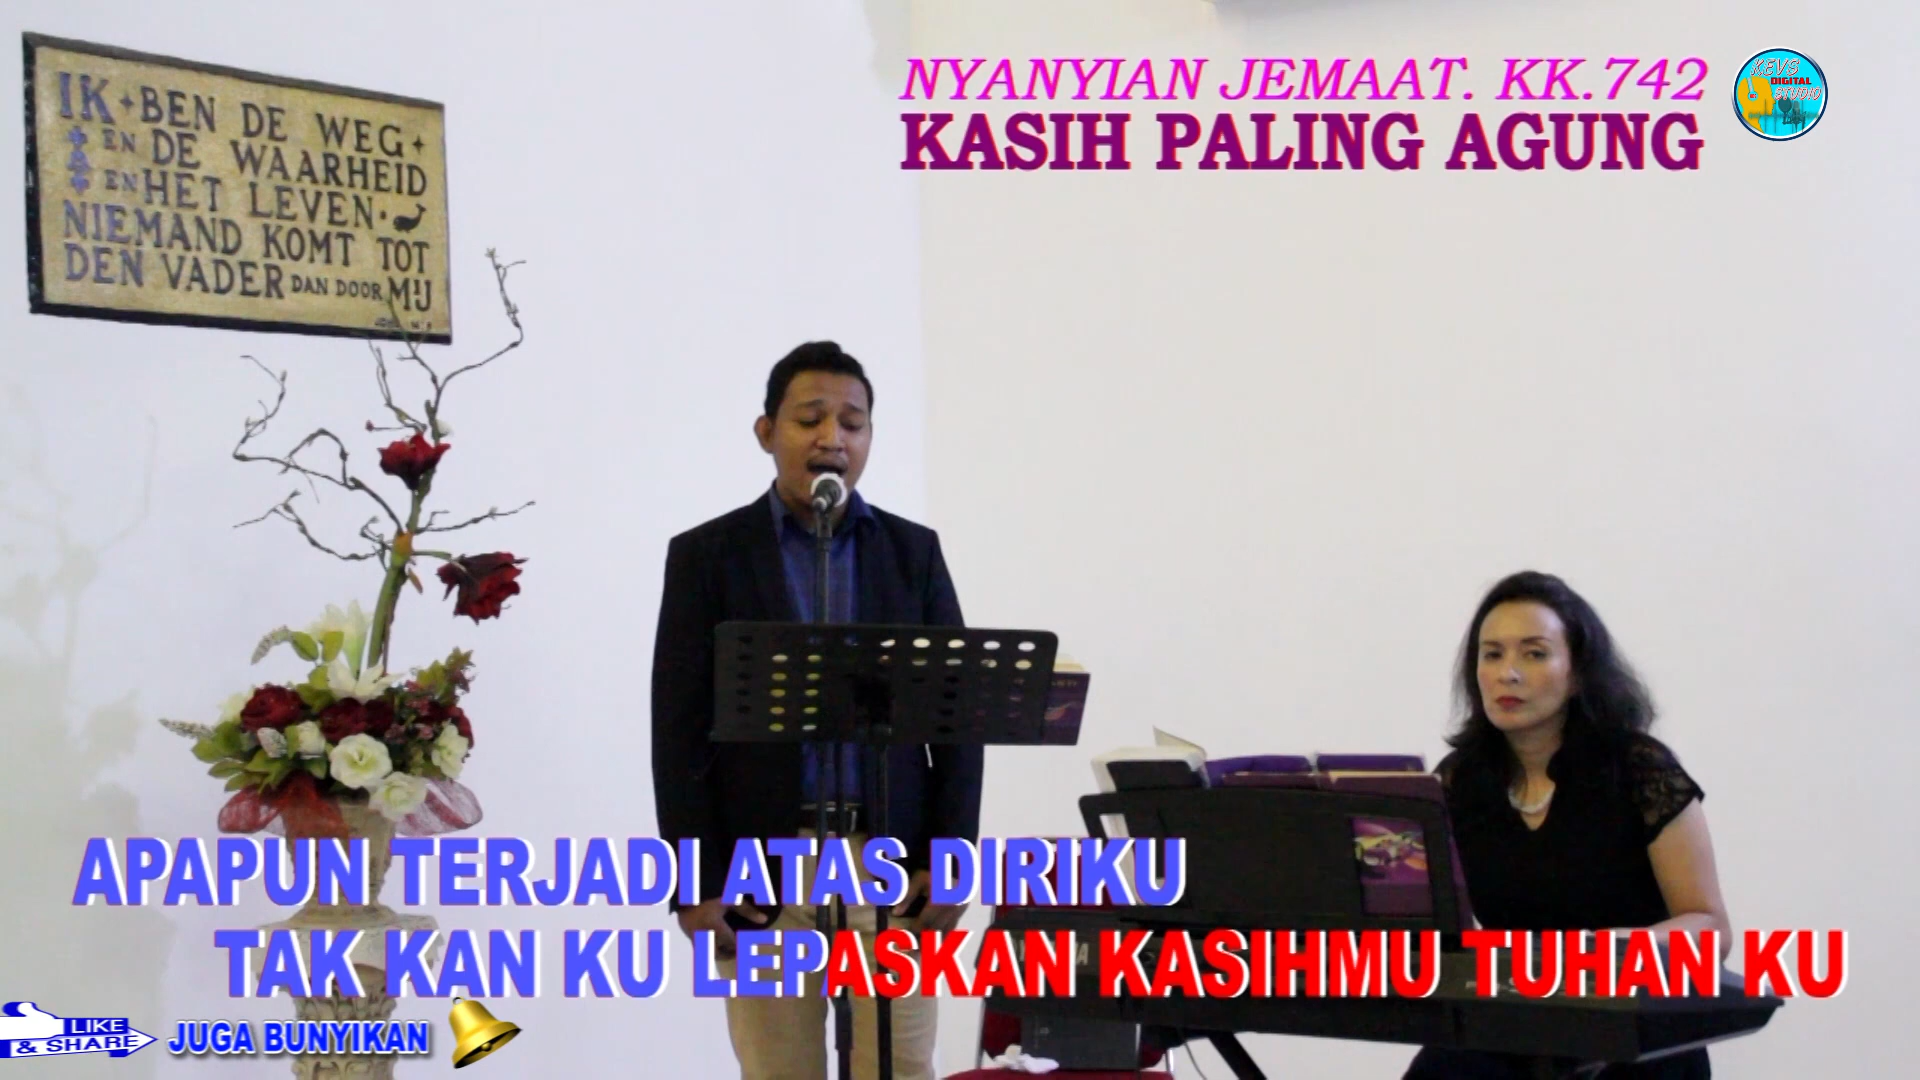 IK BEN DE WEG
EN DE WAARHEID
EN HET LEVEN.
NIEMAND KOMT TOT
DEN VADER DAN DOOR MIJ
NYANYIAN JEMAAT. KK.742
KASIH PALING AGUNG
KEVS
DIGITAL
STUDIO
APAPUN TERJADI ATAS DIRIKU
TAK KAN KU LEPASKAN KASIHMU TUHAN KU
LIKE
& SHARE
JUGA BUNYIKAN